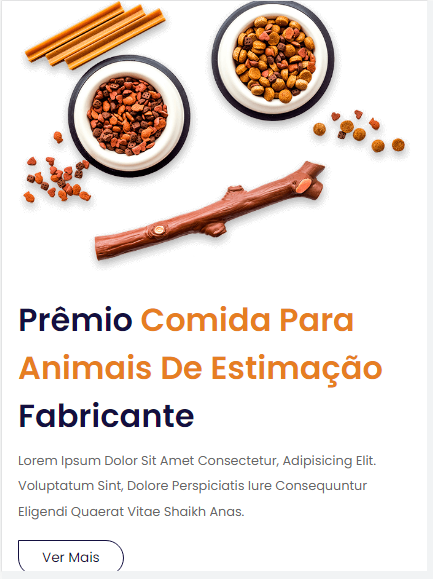 Prêmio Comida Para
Animais De Estimação
Fabricante
Lorem Ipsum Dolor Sit Amet Consectetur, Adipisicing Elit.
Voluptatum Sint, Dolore Perspiciatis Iure Consequuntur
Eligendi Quaerat Vitae Shaikh Anas.
Ver Mais